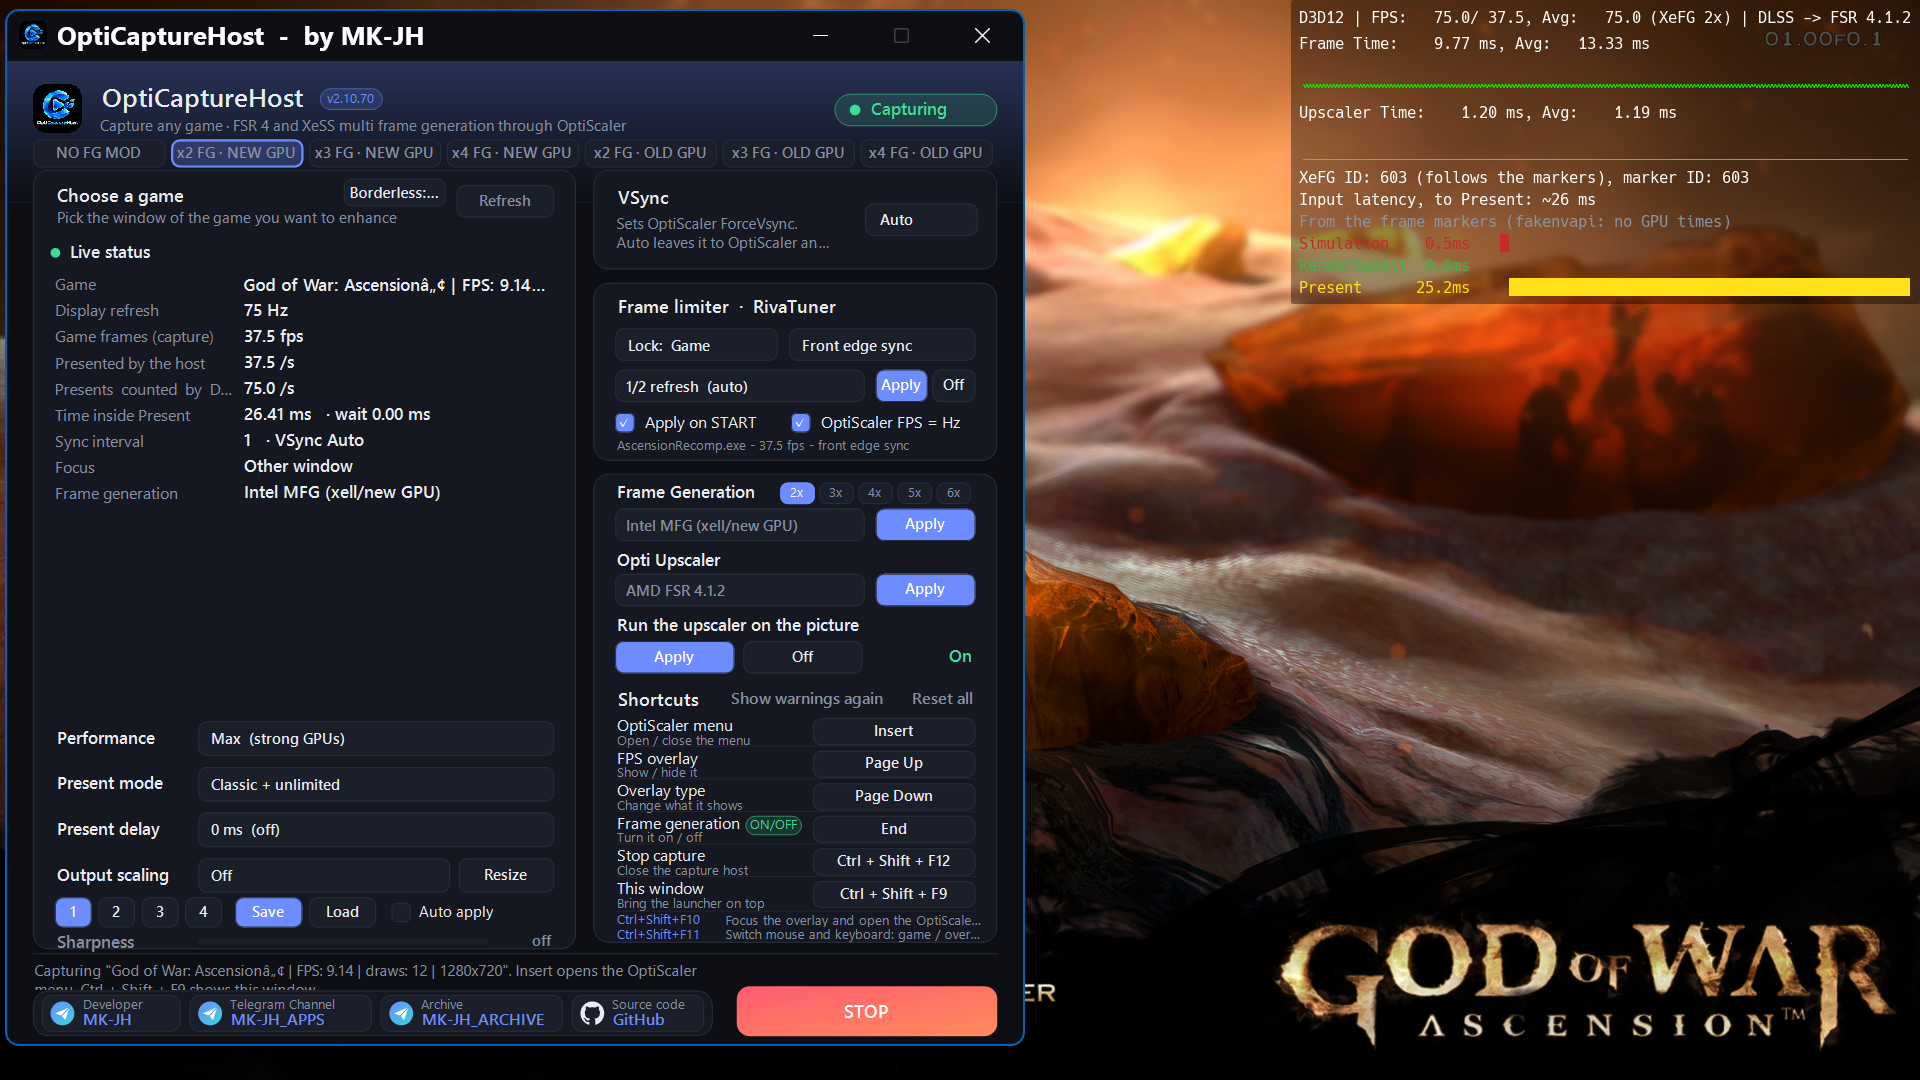 OptiCaptureHost - by MK-JH
OptiCaptureHost v2.10.70
Capture any game · FSR 4 and XeSS multi frame generation through OptiScaler
Capturing
NO FG MOD
x2 FG · NEW GPU
x3 FG · NEW GPU
x4 FG · NEW GPU
x2 FG · OLD GPU
x3 FG · OLD GPU
x4 FG · OLD GPU
Choose a game
Borderless:...
Refresh
Pick the window of the game you want to enhance
Live status
Game God of War: Ascensionâ„¢ | FPS: 9.14...
Display refresh 75 Hz
Game frames (capture) 37.5 fps
Presented by the host 37.5 /s
Presents counted by D... 75.0 /s
Time inside Present 26.41 ms · wait 0.00 ms
Sync interval 1 · VSync Auto
Focus Other window
Frame generation Intel MFG (xell/new GPU)
Performance Max (strong GPUs)
Present mode Classic + unlimited
Present delay 0 ms (off)
Output scaling Off Resize
1 2 3 4 Save Load Auto apply
Sharpness off
VSync
Sets OptiScaler ForceVsync.
Auto leaves it to OptiScaler an...
Auto
Frame limiter · RivaTuner
Lock: Game
Front edge sync
1/2 refresh (auto) Apply Off
Apply on START
OptiScaler FPS = Hz
AscensionRecomp.exe - 37.5 fps - front edge sync
Frame Generation 2x 3x 4x 5x 6x
Intel MFG (xell/new GPU) Apply
Opti Upscaler
AMD FSR 4.1.2 Apply
Run the upscaler on the picture
Apply Off On
Shortcuts Show warnings again Reset all
OptiScaler menu
Open / close the menu
Insert
FPS overlay
Show / hide it
Page Up
Overlay type
Change what it shows
Page Down
Frame generation ON/OFF
Turn it on / off
End
Stop capture
Close the capture host
Ctrl + Shift + F12
This window
Bring the launcher on top
Ctrl + Shift + F9
Ctrl+Shift+F10 Focus the overlay and open the OptiScale...
Ctrl+Shift+F11 Switch mouse and keyboard: game / over...
Capturing "God of War: Ascensionâ„¢ | FPS: 9.14 | draws: 12 | 1280x720". Insert opens the OptiScaler
menu. Ctrl + Shift + F9 shows this window.
Developer
MK-JH
Telegram Channel
MK-JH_APPS
Archive
MK-JH_ARCHIVE
Source code
GitHub
STOP
D3D12 | FPS: 75.0/ 37.5, Avg: 75.0 (XeFG 2x) | DLSS -> FSR 4.1.2
Frame Time: 9.77 ms, Avg: 13.33 ms
01.00F0.1
Upscaler Time: 1.20 ms, Avg: 1.19 ms
XeFG ID: 603 (follows the markers), marker ID: 603
Input latency, to Present: ~26 ms
From the frame markers (fakenvapi: no GPU times)
Simulation 0.5ms
RenderSubmit 0.0ms
Present 25.2ms
ER
GOD OF WAR
ASCENSION™